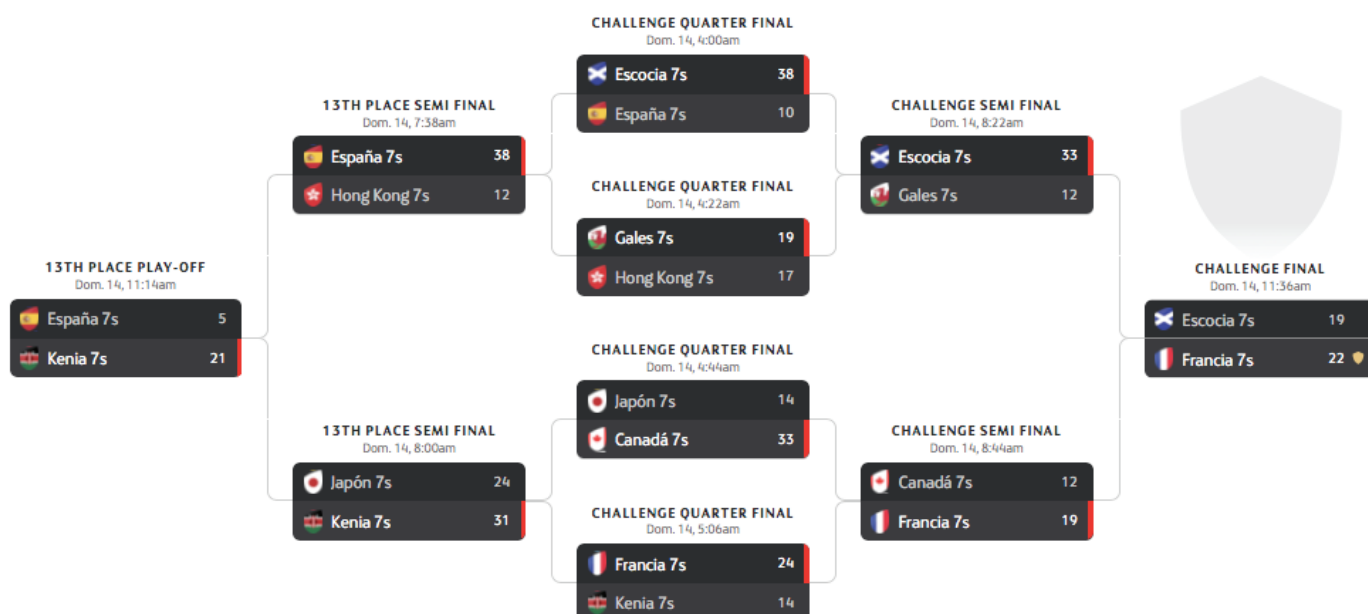 CHALLENGE QUARTER FINAL
Dom. 14, 4:00am
Escocia 7s 38
España 7s 10
13TH PLACE SEMI FINAL
Dom. 14, 7:38am
España 7s 38
Hong Kong 7s 12
CHALLENGE SEMI FINAL
Dom. 14, 8:22am
Escocia 7s 33
Gales 7s 12
CHALLENGE QUARTER FINAL
Dom. 14, 4:22am
Gales 7s 19
Hong Kong 7s 17
13TH PLACE PLAY-OFF
Dom. 14, 11:14am
España 7s 5
Kenia 7s 21
CHALLENGE FINAL
Dom. 14, 11:36am
Escocia 7s 19
Francia 7s 22
CHALLENGE QUARTER FINAL
Dom. 14, 4:44am
Japón 7s 14
Canadá 7s 33
13TH PLACE SEMI FINAL
Dom. 14, 8:00am
Japón 7s 24
Kenia 7s 31
CHALLENGE SEMI FINAL
Dom. 14, 8:44am
Canadá 7s 12
Francia 7s 19
CHALLENGE QUARTER FINAL
Dom. 14, 5:06am
Francia 7s 24
Kenia 7s 14